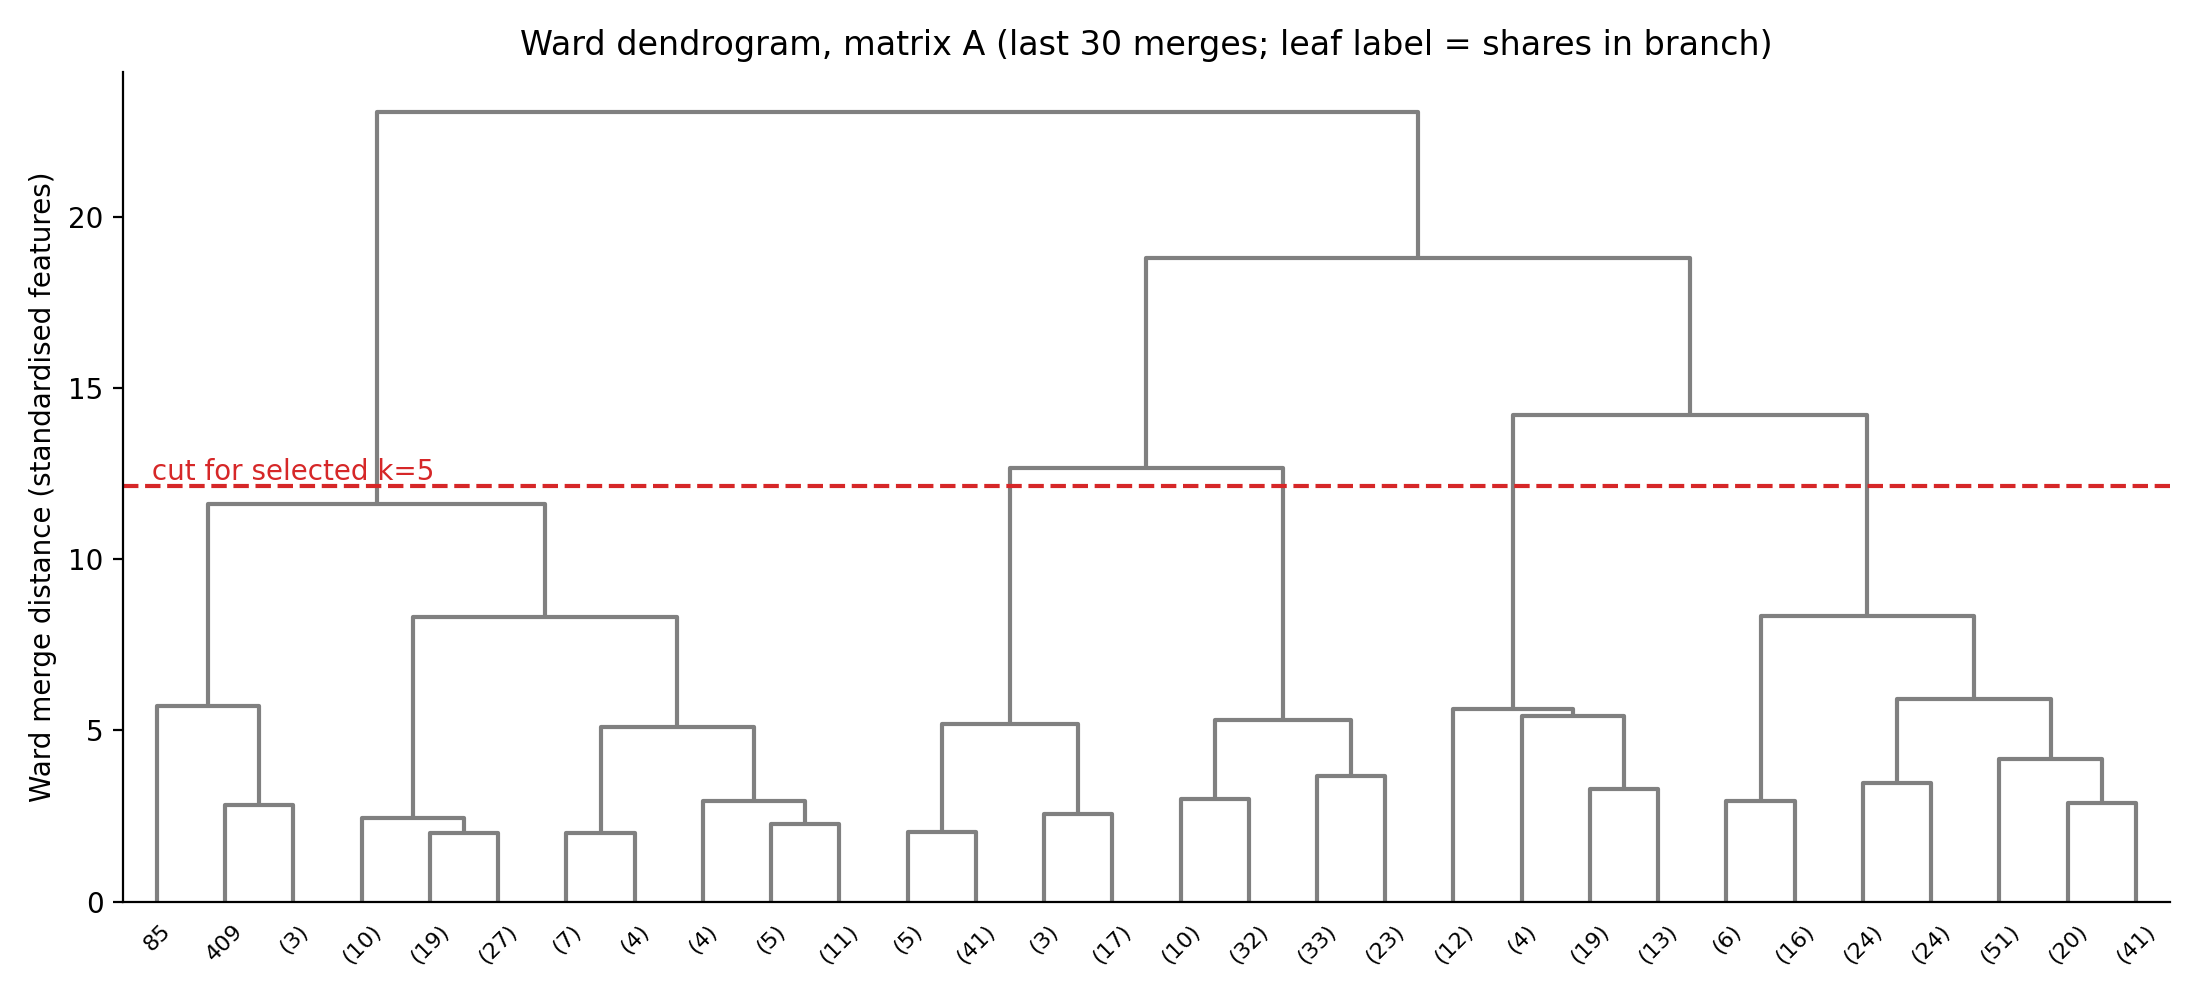 Ward dendrogram, matrix A (last 30 merges; leaf label = shares in branch)
Ward merge distance (standardised features)
20
15
10
5
0
cut for selected k=5
85 409 (3) (10) (19) (27) (7) (4) (4) (5) (11) (5) (41) (3) (17) (10) (32) (33) (23) (12) (4) (19) (13) (6) (16) (24) (24) (51) (20) (41)